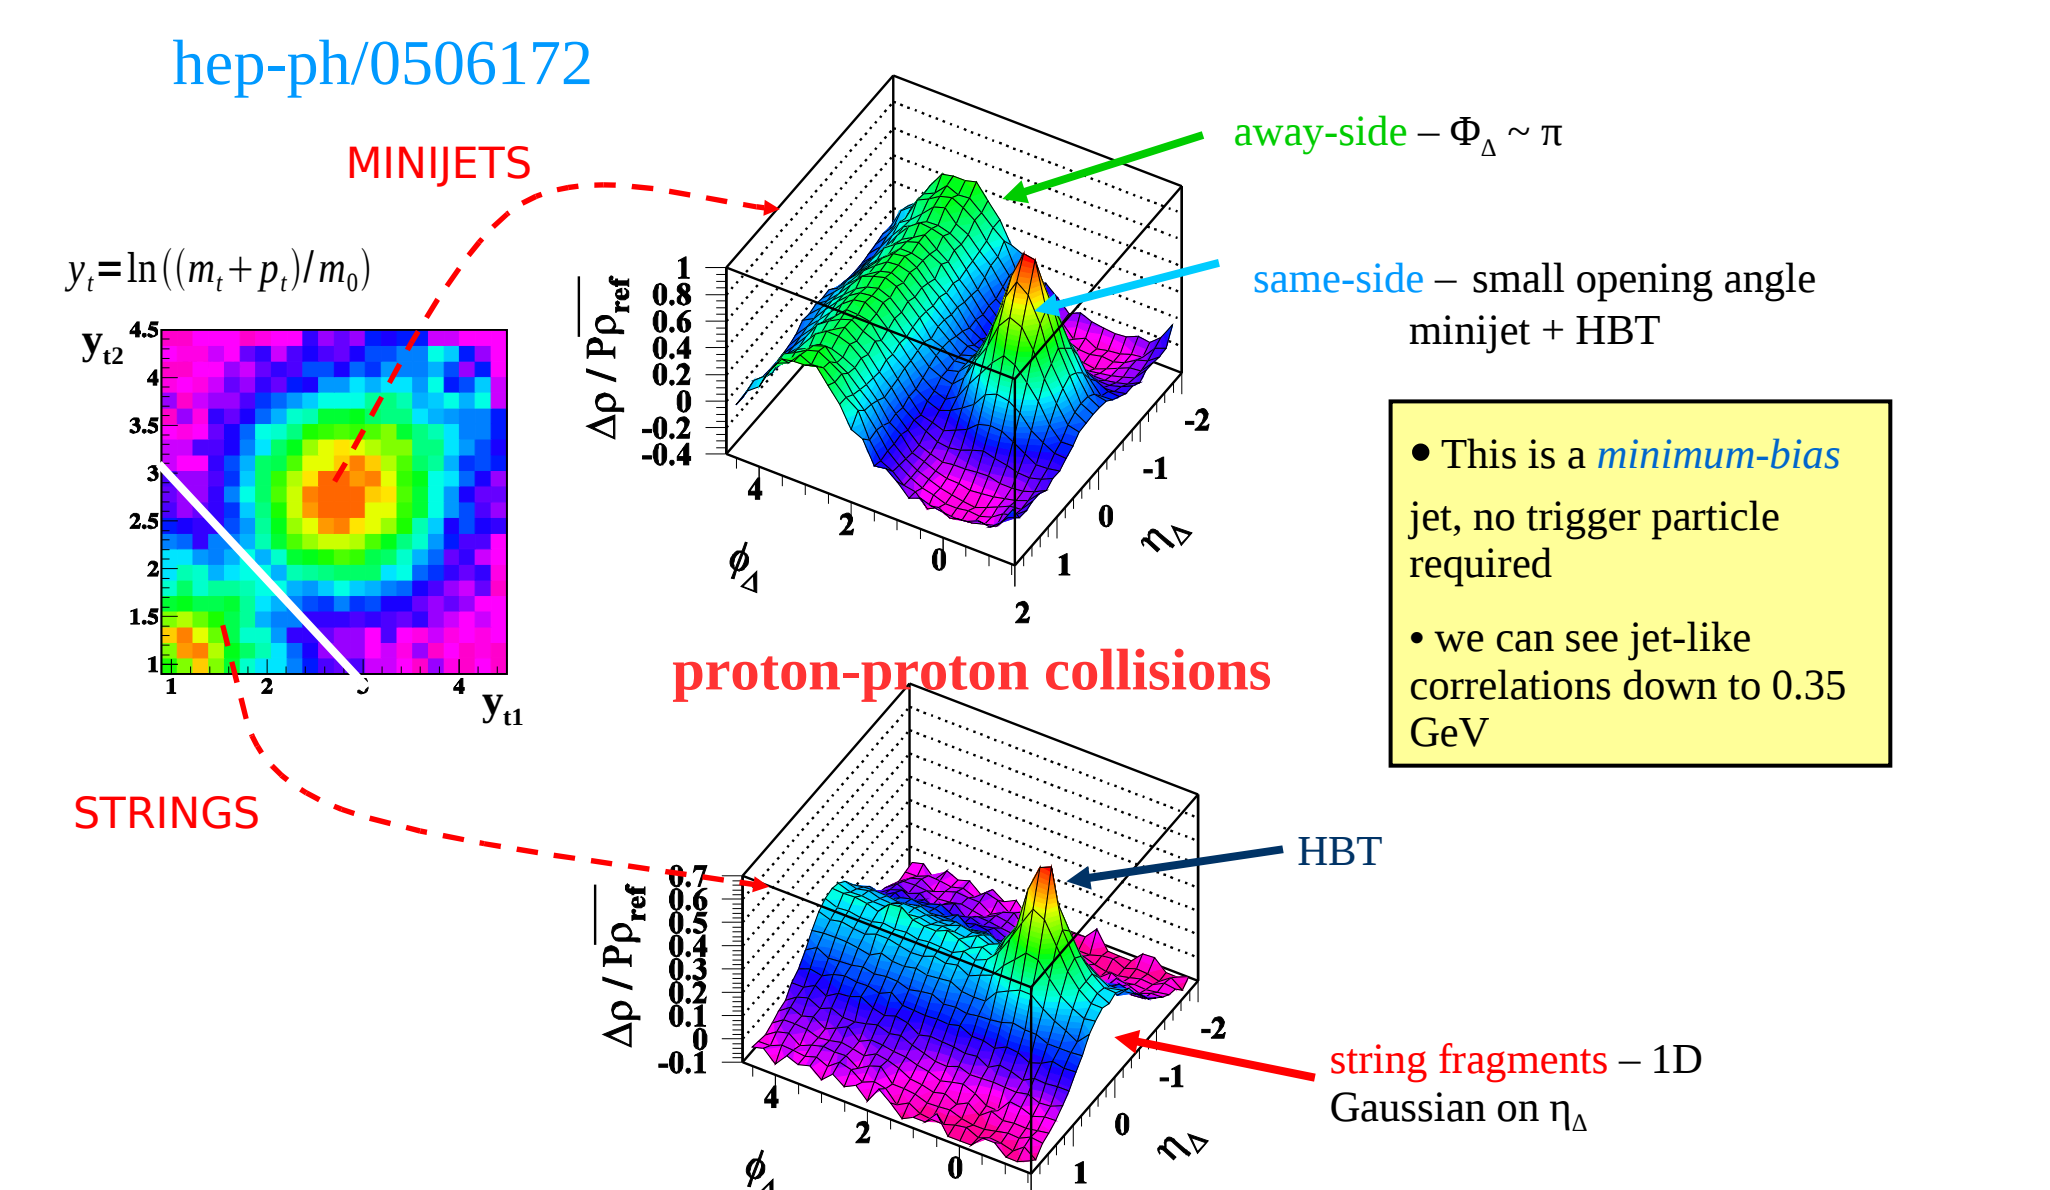 hep-ph/0506172
MINIJETS
y_t=ln((m_t+p_t)/m_0)
y_t2
4.5
4
3.5
3
2.5
2
1.5
1
1 2 3 4
y_t1
STRINGS
Δρ / Pρ_ref
1
0.8
0.6
0.4
0.2
0
-0.2
-0.4
4 2 0
ϕ_Δ
2 1 0 -1 -2
η_Δ
away-side – Φ_Δ ~ π
same-side – small opening angle
minijet + HBT
• This is a minimum-bias
jet, no trigger particle
required
• we can see jet-like
correlations down to 0.35
GeV
proton-proton collisions
Δρ / Pρ_ref
0.7
0.6
0.5
0.4
0.3
0.2
0.1
0
-0.1
4 2 0
ϕ_Δ
1 0 -1 -2
η_Δ
HBT
string fragments – 1D
Gaussian on η_Δ